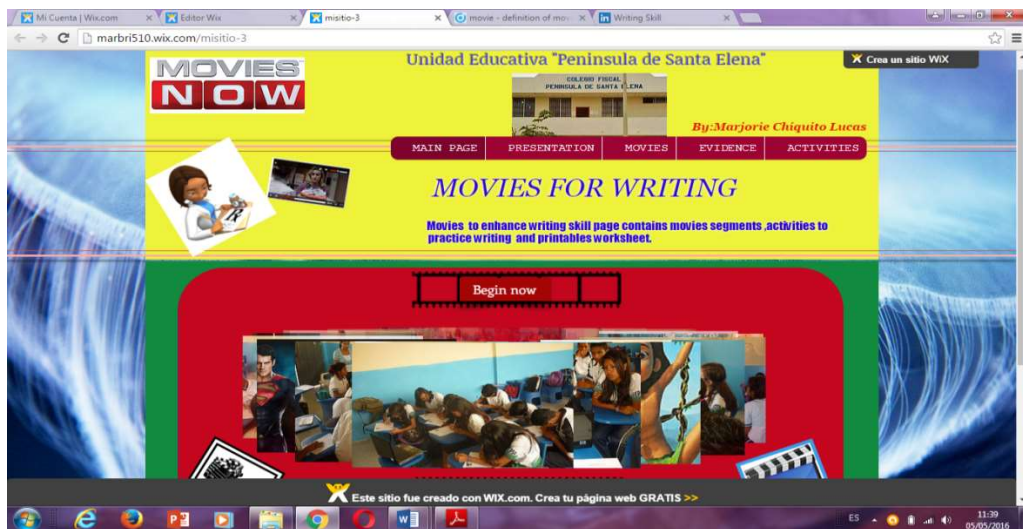 Mi Cuenta | Wix.com
Editor Wix
misitio-3
movie - definition of mov
Writing Skill
marbri510.wix.com/misitio-3
MOVIES
NOW
Unidad Educativa "Peninsula de Santa Elena"
Crea un sitio WiX
COLEGIO FISCAL
PENINSULA DE SANTA ELENA
By:Marjorie Chiquito Lucas
MAIN PAGE PRESENTATION MOVIES EVIDENCE ACTIVITIES
MOVIES FOR WRITING
Movies to enhance writing skill page contains movies segments ,activities to
practice writing and printables worksheet.
Begin now
Este sitio fue creado con WIX.com. Crea tu página web GRATIS >>
ES
11:39
05/05/2016